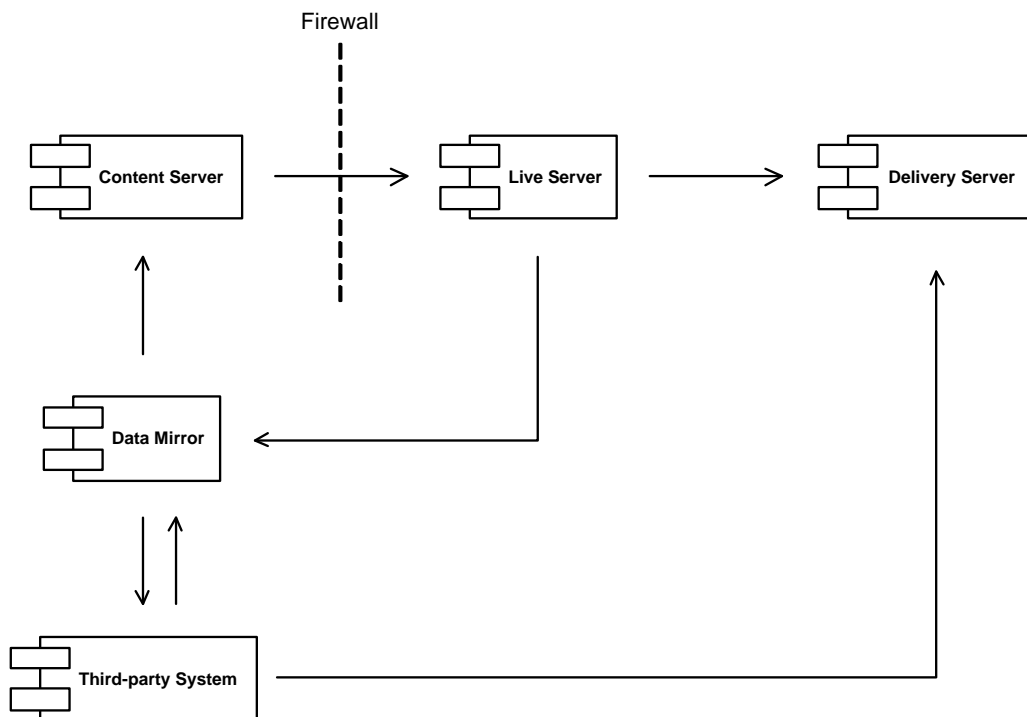 Firewall
Content Server
Live Server
Delivery Server
Data Mirror
Third-party System